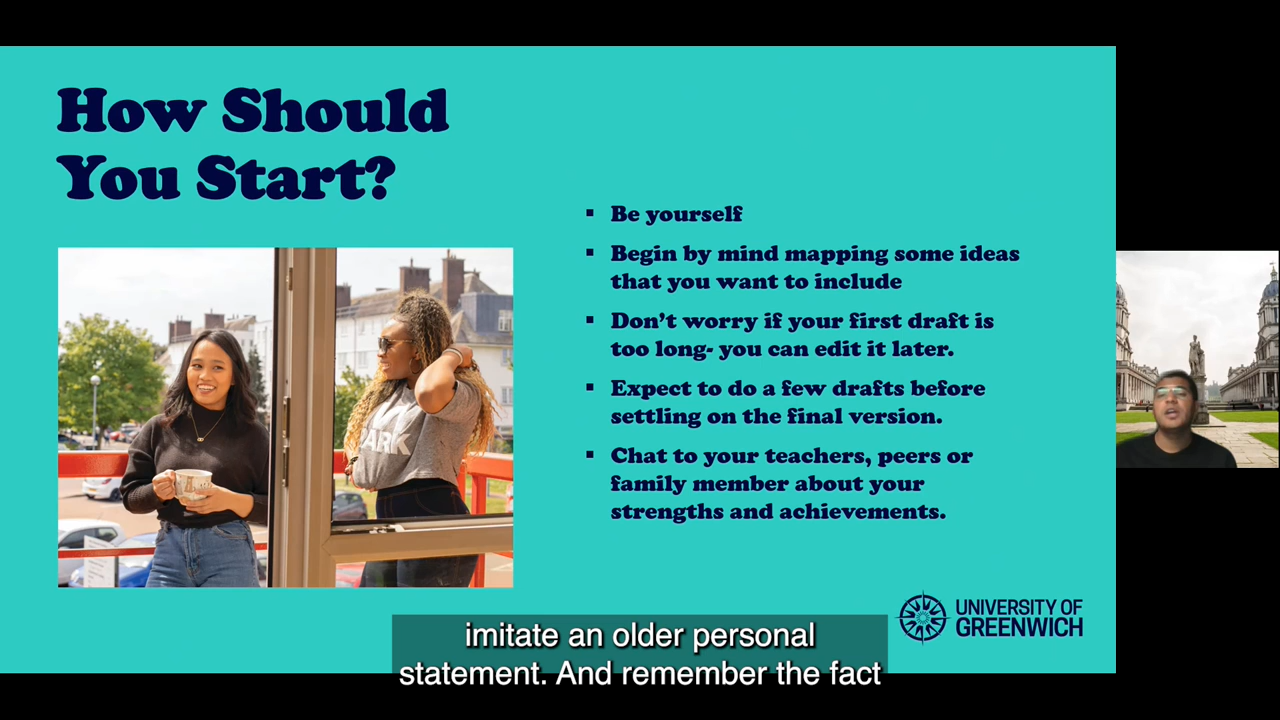 How Should
You Start?
▪ Be yourself
▪ Begin by mind mapping some ideas
that you want to include
▪ Don't worry if your first draft is
too long- you can edit it later.
▪ Expect to do a few drafts before
settling on the final version.
▪ Chat to your teachers, peers or
family member about your
strengths and achievements.
ARK
UNIVERSITY OF
GREENWICH
imitate an older personal
statement. And remember the fact